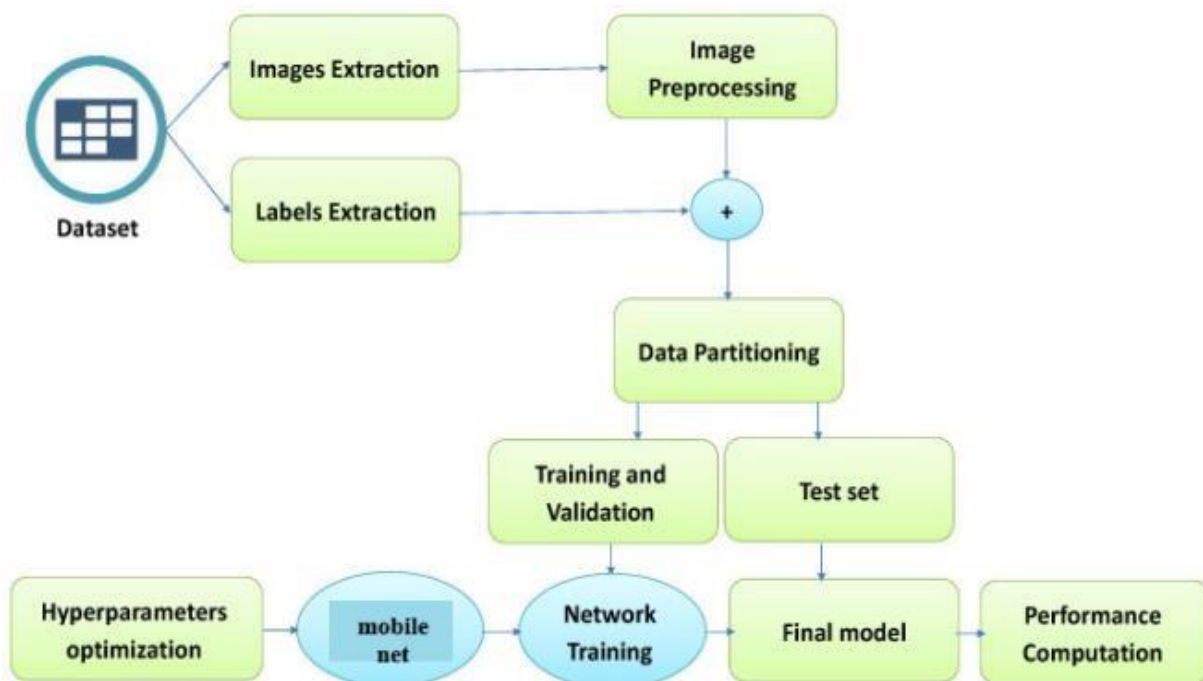 Images Extraction
Image
Preprocessing
Dataset
Labels Extraction
+
Data Partitioning
Training and
Validation
Test set
Hyperparameters
optimization
mobile
net
Network
Training
Final model
Performance
Computation